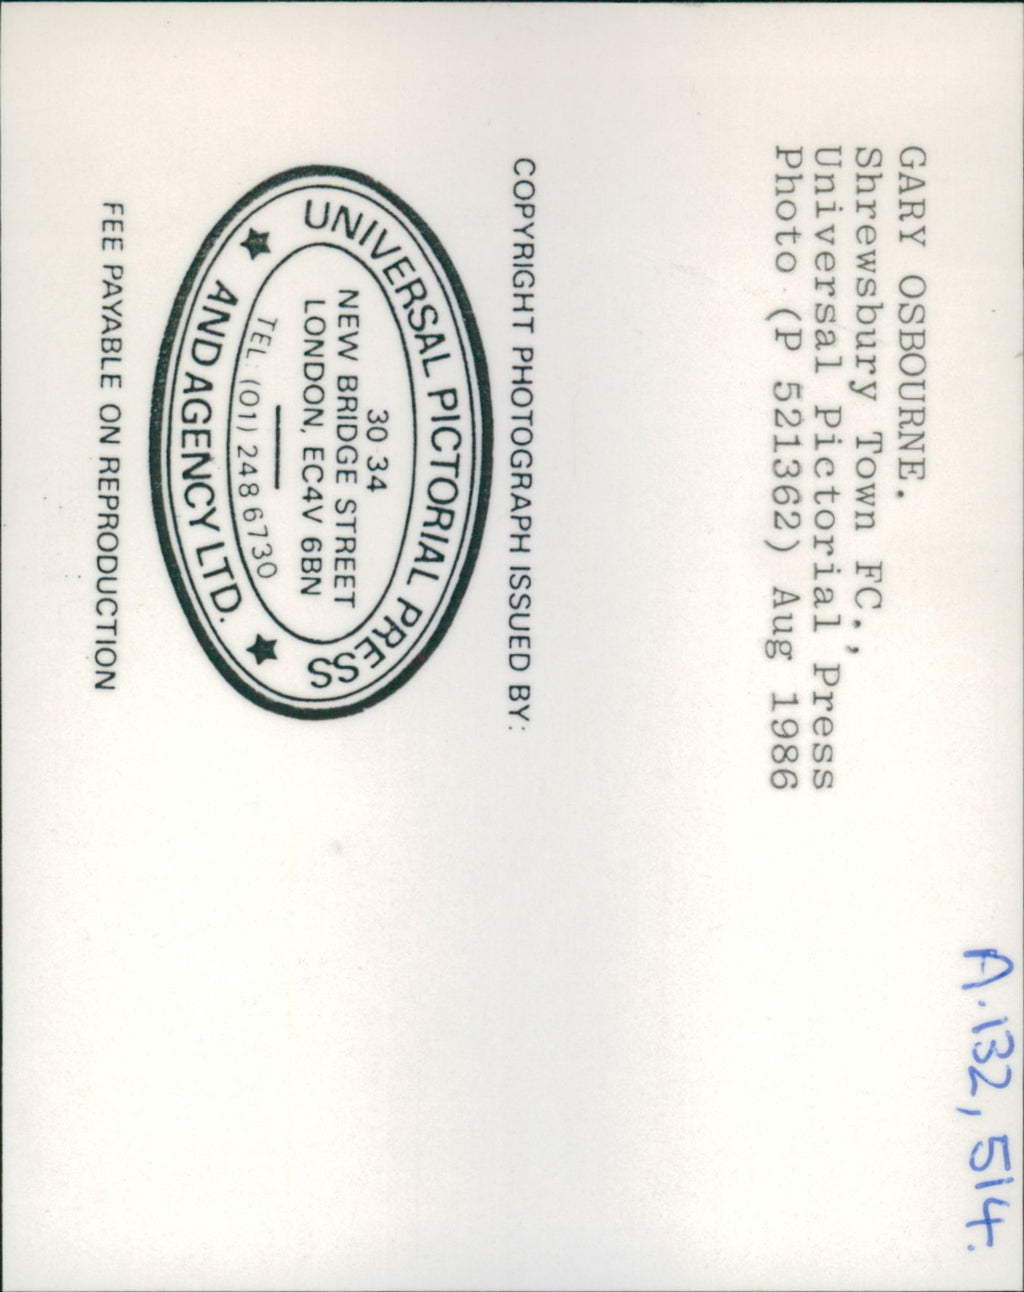 A.132,514.
GARY OSBOURNE.
Shrewsbury Town FC.,
Universal Pictorial Press
Photo (P 521362) Aug 1986
COPYRIGHT PHOTOGRAPH ISSUED BY:
UNIVERSAL PICTORIAL PRESS
30 34
NEW BRIDGE STREET
LONDON, EC4V 6BN
TEL: (01) 248 6730
★ AND AGENCY LTD. ★
FEE PAYABLE ON REPRODUCTION